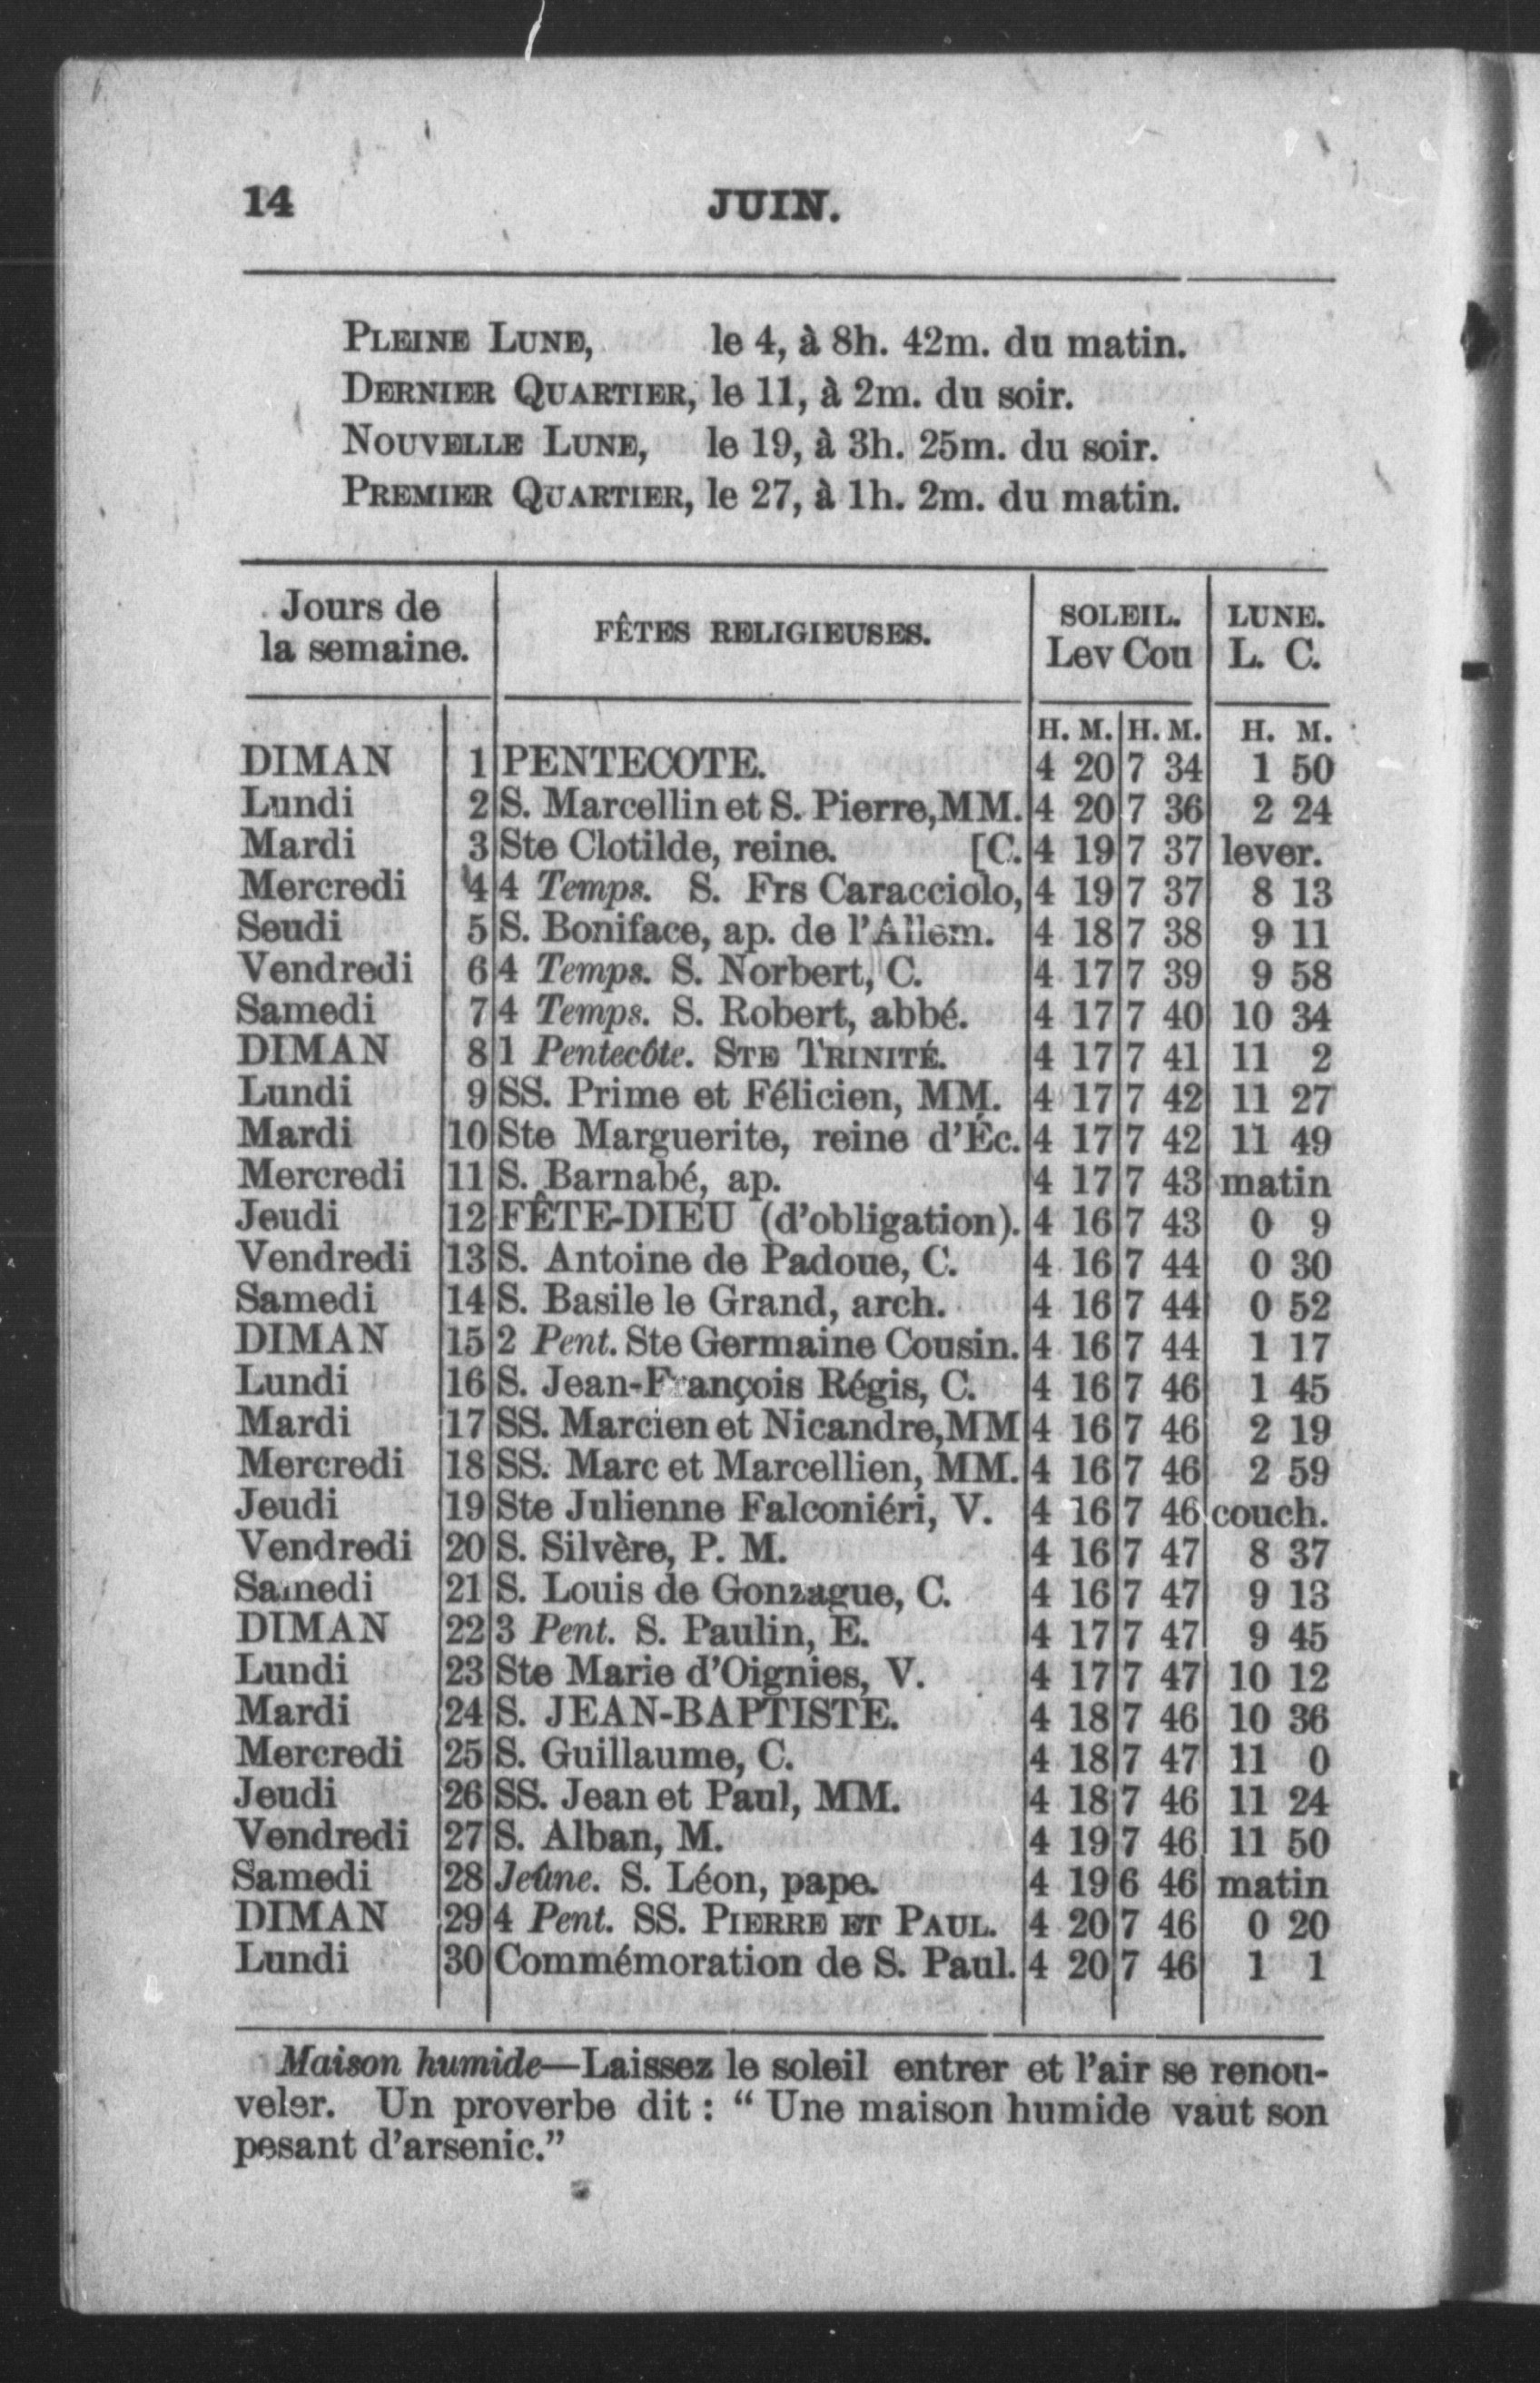 14 JUIN.
PLEINE LUNE, le 4, à 8h. 42m. du matin.
DERNIER QUARTIER, le 11, à 2m. du soir.
NOUVELLE LUNE, le 19, à 3h. 25m. du soir.
PREMIER QUARTIER, le 27, à 1h. 2m. du matin.
Jours de la semaine. FÊTES RELIGIEUSES. SOLEIL. Lev Cou LUNE. L. C.
H. M. H. M. H. M.
DIMAN 1 PENTECOTE. 4 20 7 34 1 50
Lundi 2 S. Marcellin et S. Pierre, MM. 4 20 7 36 2 24
Mardi 3 Ste Clotilde, reine. [C. 4 19 7 37 lever.
Mercredi 4 4 Temps. S. Frs Caracciolo, 4 19 7 37 8 13
Seudi 5 S. Boniface, ap. de l'Allem. 4 18 7 38 9 11
Vendredi 6 4 Temps. S. Norbert, C. 4 17 7 39 9 58
Samedi 7 4 Temps. S. Robert, abbé. 4 17 7 40 10 34
DIMAN 8 1 Pentecôte. STE TRINITÉ. 4 17 7 41 11 2
Lundi 9 SS. Prime et Félicien, MM. 4 17 7 42 11 27
Mardi 10 Ste Marguerite, reine d'Éc. 4 17 7 42 11 49
Mercredi 11 S. Barnabé, ap. 4 17 7 43 matin
Jeudi 12 FÊTE-DIEU (d'obligation). 4 16 7 43 0 9
Vendredi 13 S. Antoine de Padoue, C. 4 16 7 44 0 30
Samedi 14 S. Basile le Grand, arch. 4 16 7 44 0 52
DIMAN 15 2 Pent. Ste Germaine Cousin. 4 16 7 44 1 17
Lundi 16 S. Jean-François Régis, C. 4 16 7 46 1 45
Mardi 17 SS. Marcien et Nicandre, MM 4 16 7 46 2 19
Mercredi 18 SS. Marc et Marcellien, MM. 4 16 7 46 2 59
Jeudi 19 Ste Julienne Falconiéri, V. 4 16 7 46 couch.
Vendredi 20 S. Silvère, P. M. 4 16 7 47 8 37
Samedi 21 S. Louis de Gonzague, C. 4 16 7 47 9 13
DIMAN 22 3 Pent. S. Paulin, E. 4 17 7 47 9 45
Lundi 23 Ste Marie d'Oignies, V. 4 17 7 47 10 12
Mardi 24 S. JEAN-BAPTISTE. 4 18 7 46 10 36
Mercredi 25 S. Guillaume, C. 4 18 7 47 11 0
Jeudi 26 SS. Jean et Paul, MM. 4 18 7 46 11 24
Vendredi 27 S. Alban, M. 4 19 7 46 11 50
Samedi 28 Jeûne. S. Léon, pape. 4 19 6 46 matin
DIMAN 29 4 Pent. SS. PIERRE ET PAUL. 4 20 7 46 0 20
Lundi 30 Commémoration de S. Paul. 4 20 7 46 1 1
Maison humide—Laissez le soleil entrer et l'air se renou-
veler. Un proverbe dit : “ Une maison humide vaut son
pesant d'arsenic.”